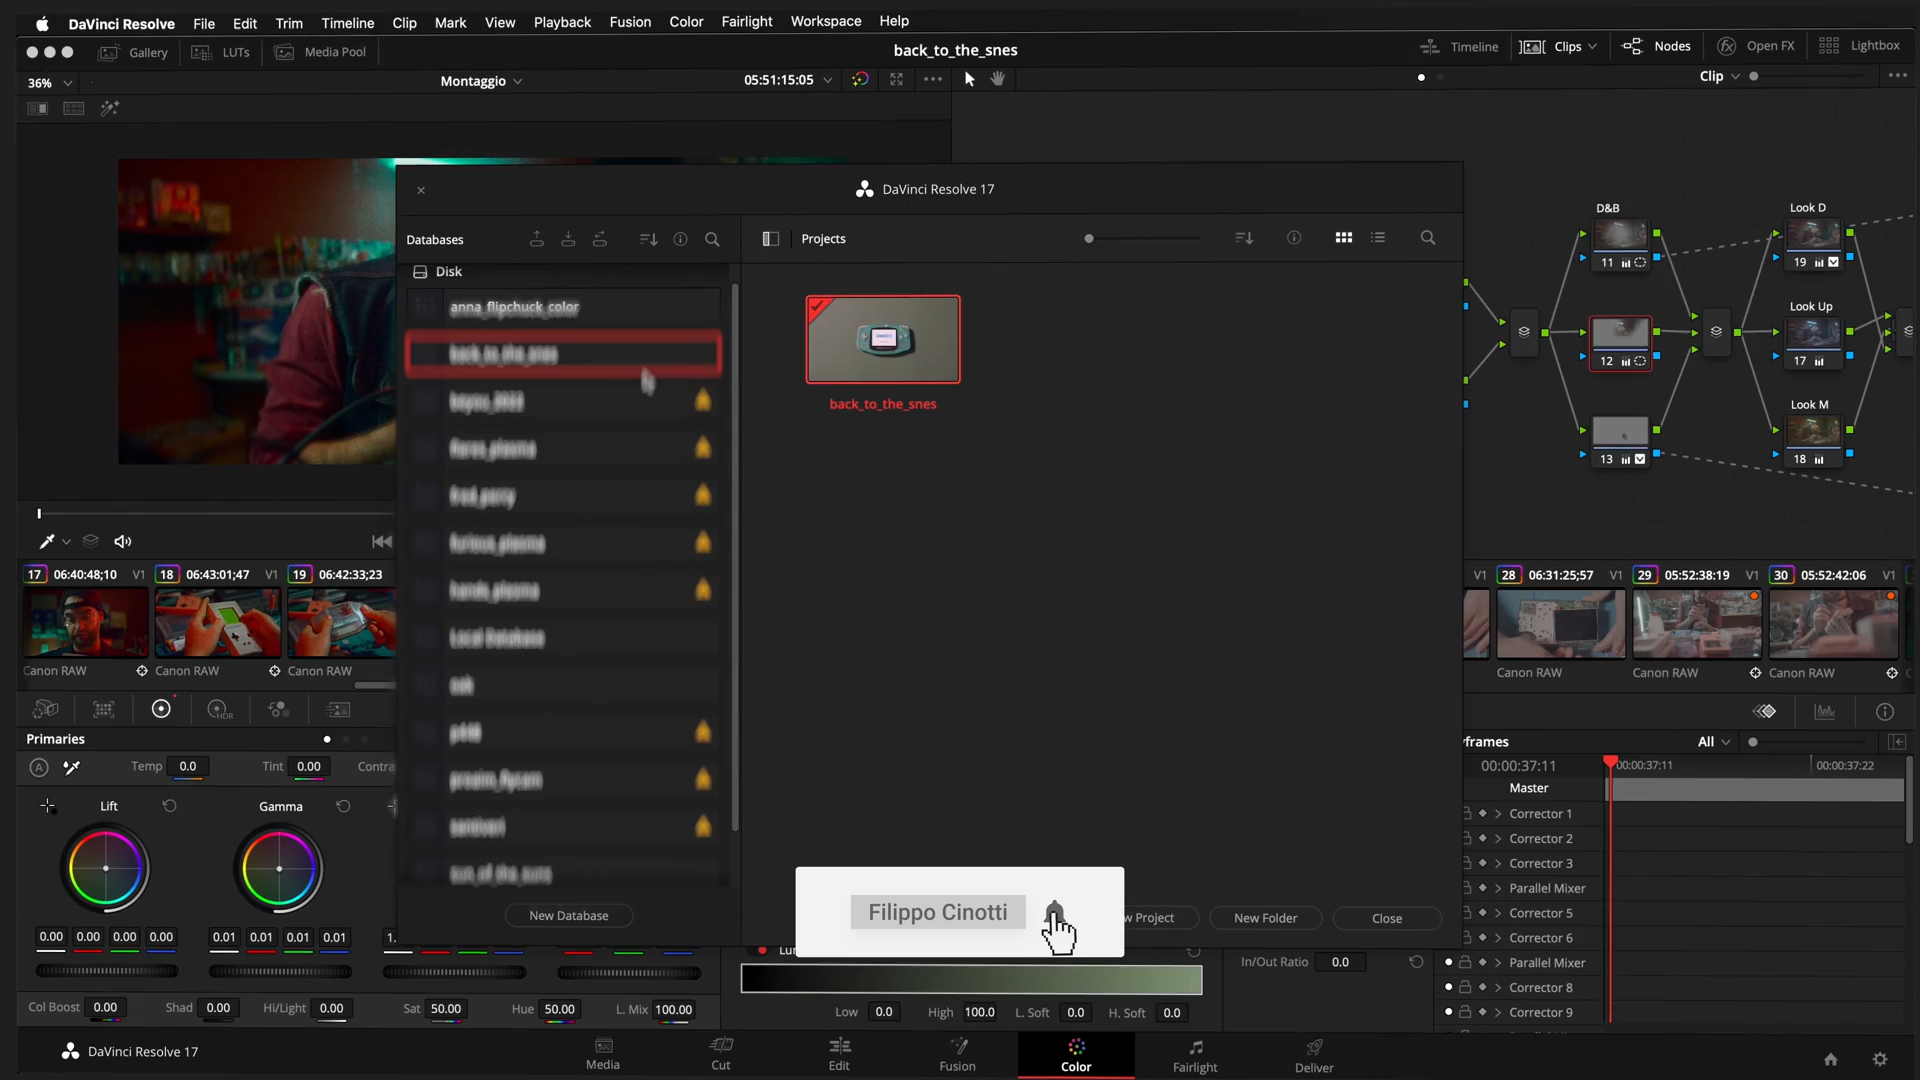 DaVinci Resolve File Edit Trim Timeline Clip Mark View Playback Fusion Color Fairlight Workspace Help
Gallery LUTs Media Pool back_to_the_snes Timeline Clips Nodes Open FX Lightbox
36% Montaggio 05:51:15:05 Clip
DaVinci Resolve 17
Databases Projects
Disk
anna_flipchuck_color
back_to_the_snes
back_to_the_snes
Local Database
New Database
New Folder Close
w Project
Filippo Cinotti
D&B Look D
11 19
Look Up
12 17
Look M
13 18
17 06:40:48;10 V1 18 06:43:01;47 V1 19 06:42:33;23
V1 28 06:31:25;57 V1 29 05:52:38:19 V1 30 05:52:42:06 V1
Canon RAW Canon RAW Canon RAW
Canon RAW Canon RAW Canon RAW
HDR
Primaries
A Temp 0.0 Tint 0.00 Contra
Lift Gamma
0.00 0.00 0.00 0.00 0.01 0.01 0.01 0.01 1.
Col Boost 0.00 Shad 0.00 Hi/Light 0.00 Sat 50.00 Hue 50.00 L. Mix 100.00
Low 0.0 High 100.0 L. Soft 0.0 H. Soft 0.0
In/Out Ratio 0.0
yframes All
00:00:37:11 00:00:37:11 00:00:37:22
Master
Corrector 1
Corrector 2
Corrector 3
Parallel Mixer
Corrector 5
Corrector 6
Parallel Mixer
Corrector 8
Corrector 9
DaVinci Resolve 17 Media Cut Edit Fusion Color Fairlight Deliver